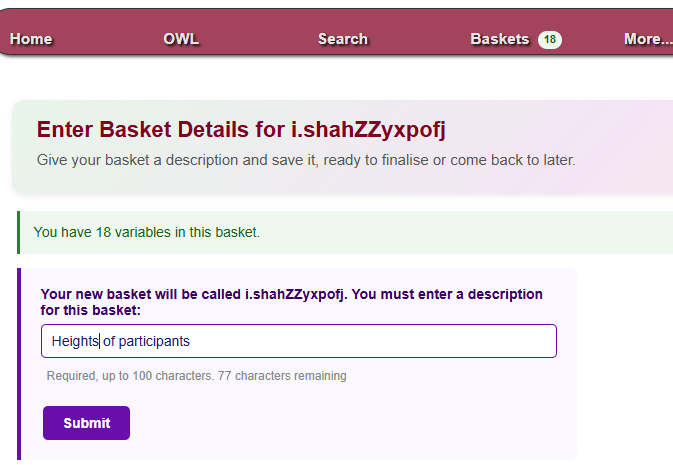 Home OWL Search Baskets 18 More...
Enter Basket Details for i.shahZZyxpofj
Give your basket a description and save it, ready to finalise or come back to later.
You have 18 variables in this basket.
Your new basket will be called i.shahZZyxpofj. You must enter a description
for this basket:
Heights of participants
Required, up to 100 characters. 77 characters remaining
Submit